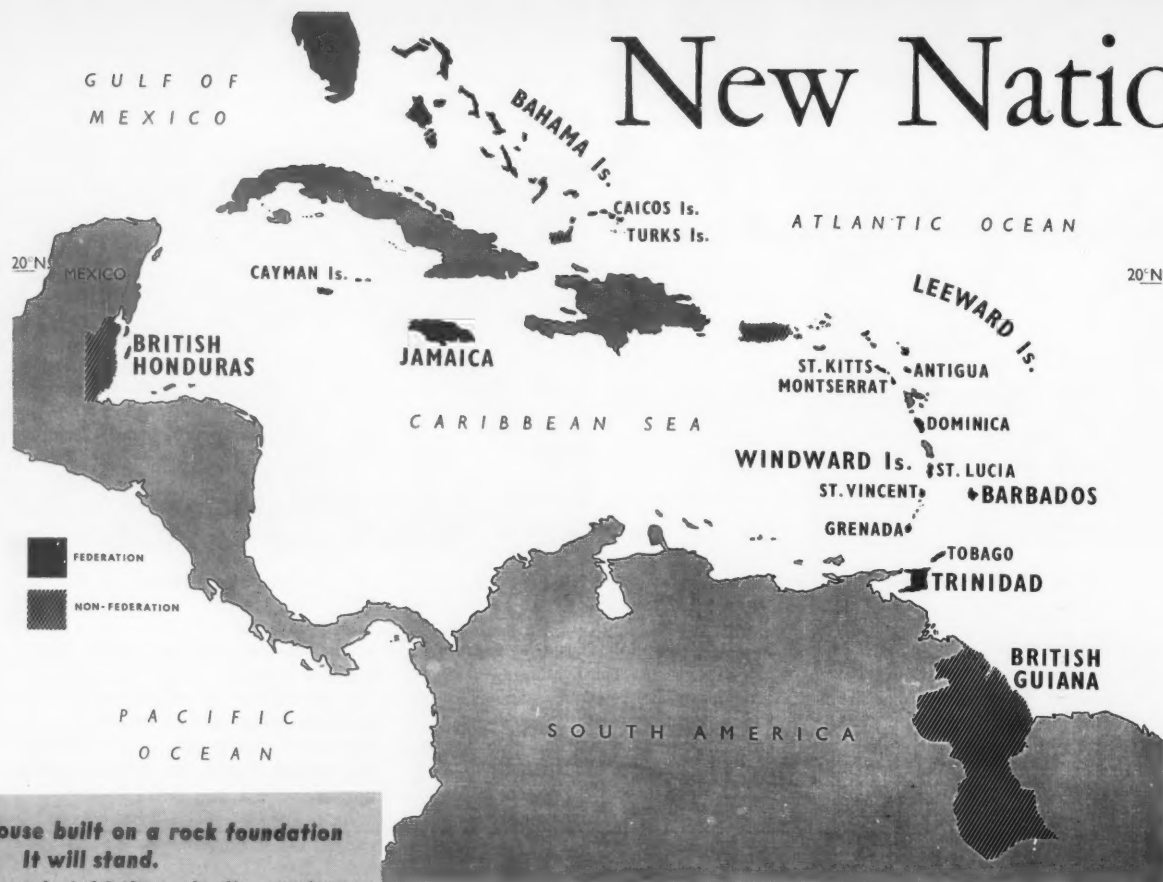 New Natio
GULF OF
MEXICO
BAHAMA Is.
CAICOS Is.
TURKS Is.
ATLANTIC OCEAN
20°N
MEXICO
CAYMAN Is.
20°N
LEEWARD Is.
BRITISH
HONDURAS
JAMAICA
ST. KITTS
ANTIGUA
MONTSERRAT
CARIBBEAN SEA
DOMINICA
WINDWARD Is.
ST. LUCIA
ST. VINCENT
BARBADOS
GRENADA
FEDERATION
TOBAGO
TRINIDAD
NON-FEDERATION
BRITISH
GUIANA
PACIFIC
OCEAN
SOUTH AMERICA
ouse built on a rock foundation
It will stand.